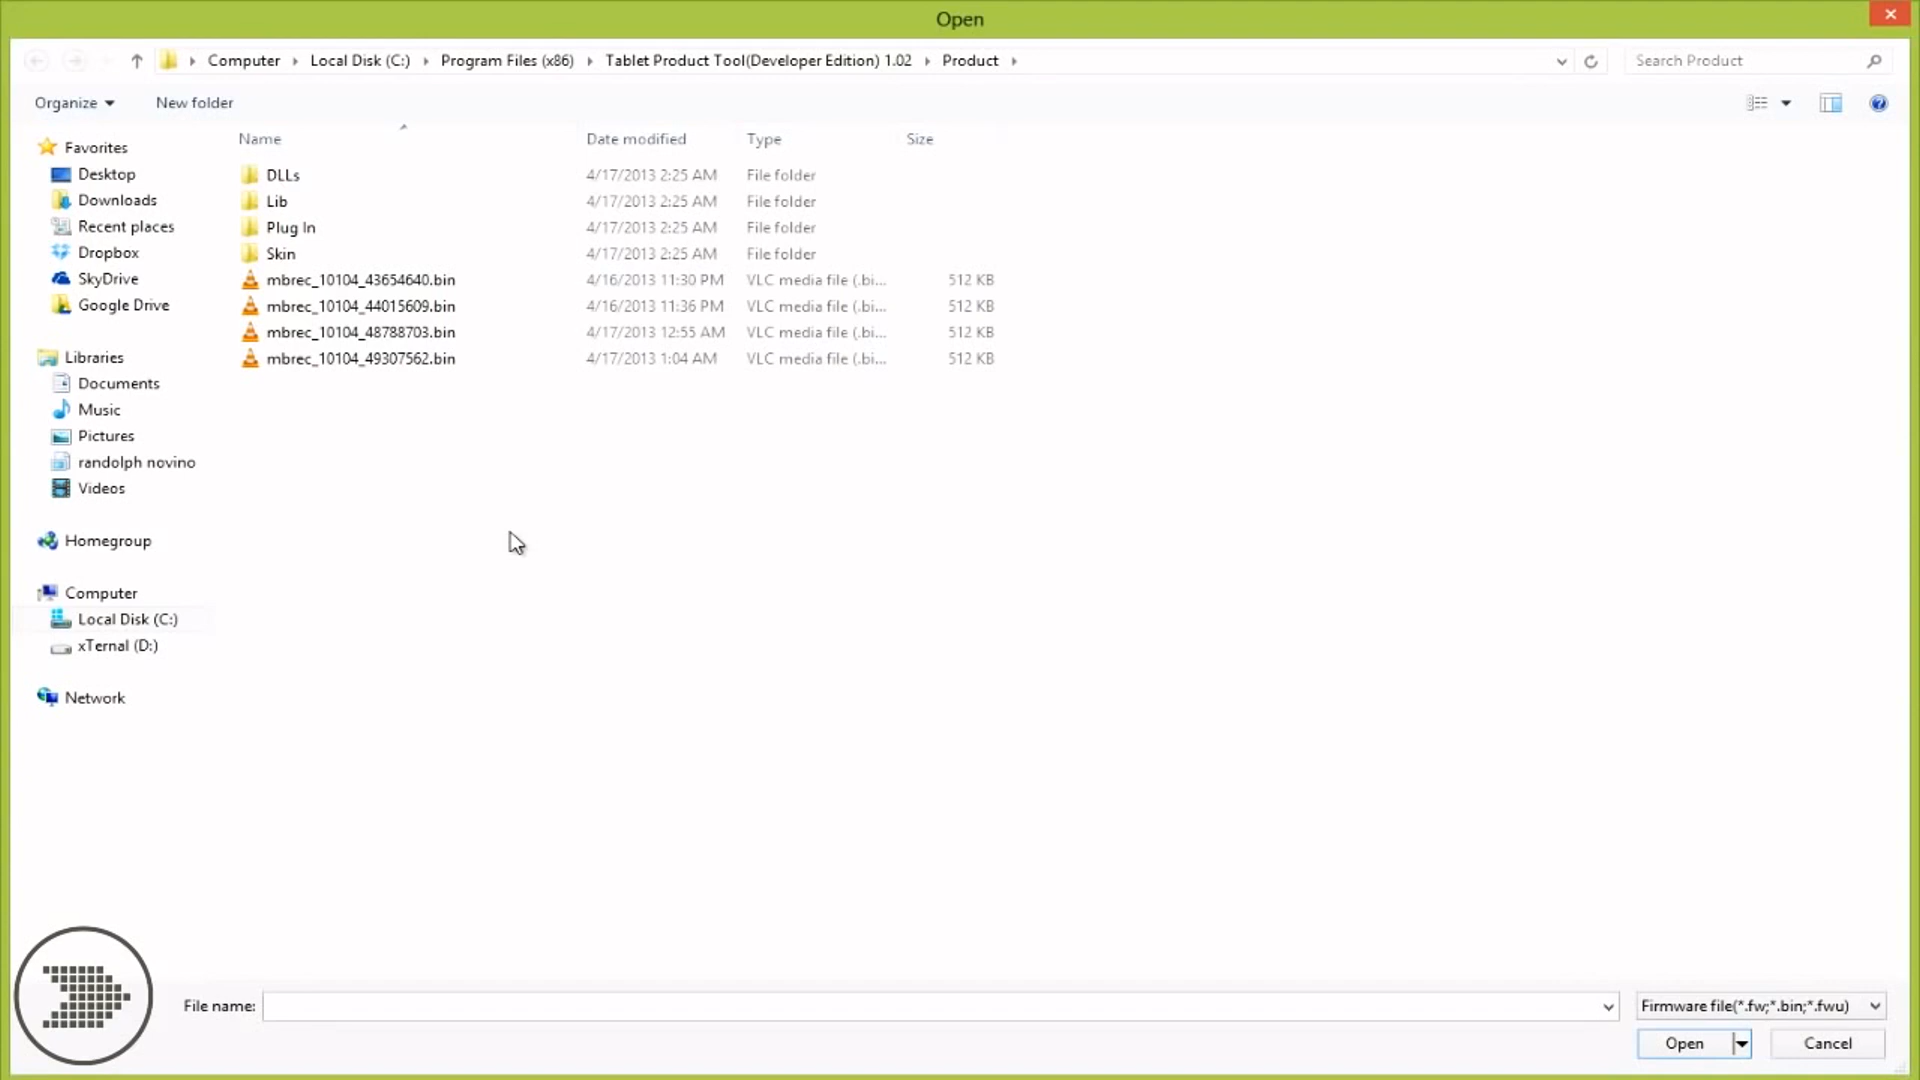 Open
Computer Local Disk (C:) Program Files (x86) Tablet Product Tool(Developer Edition) 1.02 Product
Search Product
Organize
New folder
Name Date modified Type Size
Favorites
Desktop
Downloads
Recent places
Dropbox
SkyDrive
Google Drive
Libraries
Documents
Music
Pictures
randolph novino
Videos
Homegroup
Computer
Local Disk (C:)
xTernal (D:)
Network
DLLs 4/17/2013 2:25 AM File folder
Lib 4/17/2013 2:25 AM File folder
Plug In 4/17/2013 2:25 AM File folder
Skin 4/17/2013 2:25 AM File folder
mbrec_10104_43654640.bin 4/16/2013 11:30 PM VLC media file (.bi... 512 KB
mbrec_10104_44015609.bin 4/16/2013 11:36 PM VLC media file (.bi... 512 KB
mbrec_10104_48788703.bin 4/17/2013 12:55 AM VLC media file (.bi... 512 KB
mbrec_10104_49307562.bin 4/17/2013 1:04 AM VLC media file (.bi... 512 KB
File name:
Firmware file(*.fw;*.bin;*.fwu)
Open
Cancel